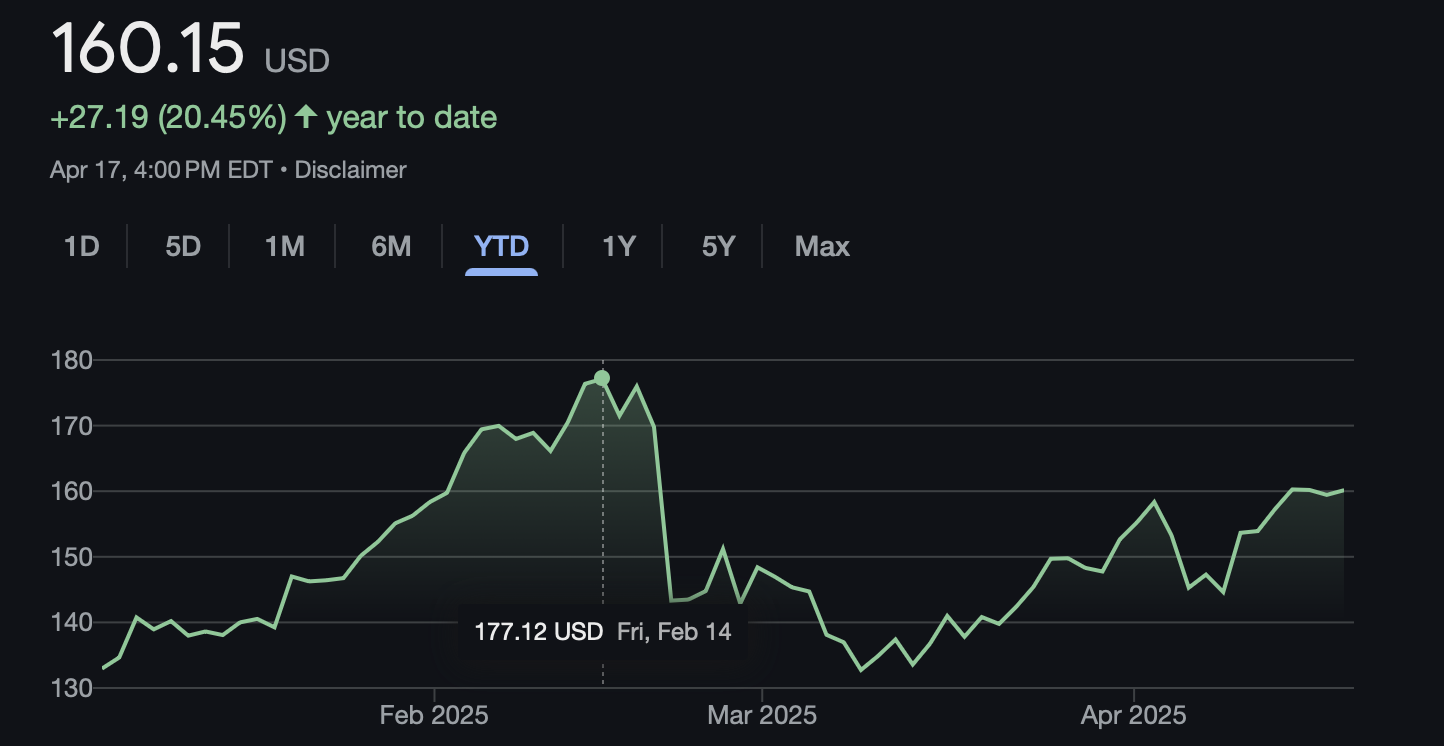 160.15 USD
+27.19 (20.45%) ↑ year to date
Apr 17, 4:00 PM EDT • Disclaimer
1D 5D 1M 6M YTD 1Y 5Y Max
180
170
160
150
140
177.12 USD Fri, Feb 14
130
Feb 2025 Mar 2025 Apr 2025